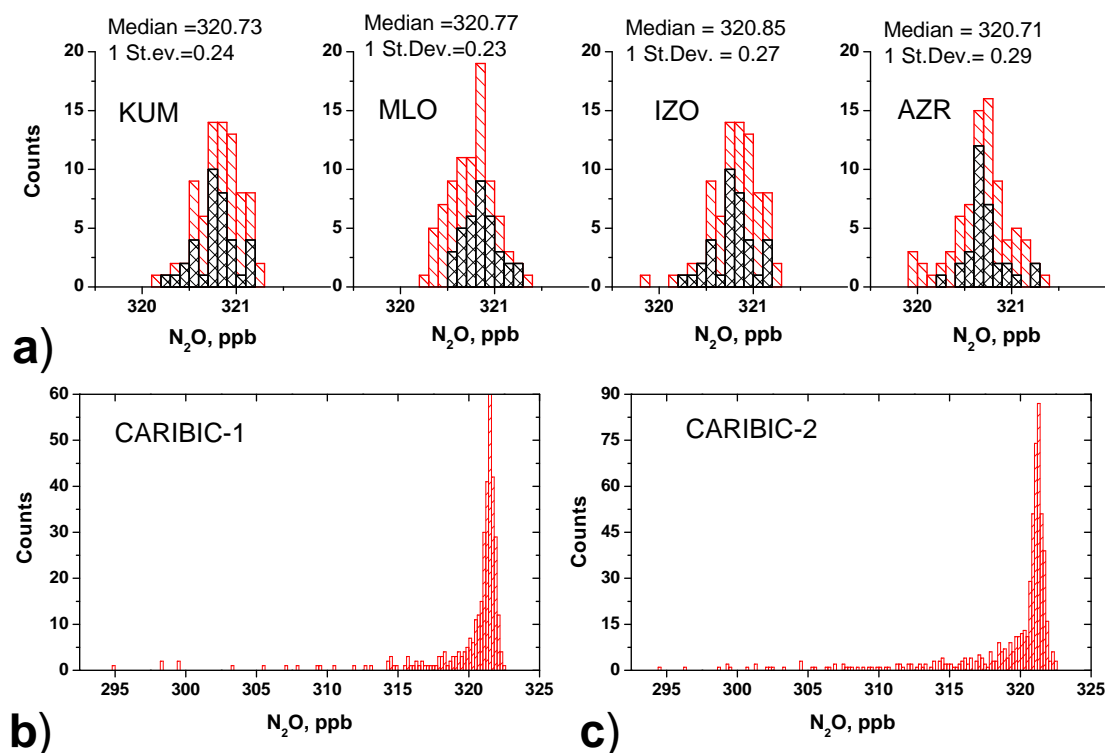 a)
Median =320.73
1 St.ev.=0.24
Median =320.77
1 St.Dev.=0.23
Median =320.85
1 St.Dev. = 0.27
Median =320.71
1 St.Dev.= 0.29
20
15
10
5
0
Counts
KUM
320 321
N₂O, ppb
20
15
10
5
0
MLO
320 321
N₂O, ppb
20
15
10
5
0
IZO
320 321
N₂O, ppb
20
15
10
5
0
AZR
320 321
N₂O, ppb
b)
60
50
40
30
20
10
0
Counts
CARIBIC-1
295 300 305 310 315 320 325
N₂O, ppb
c)
90
75
60
45
30
15
0
Counts
CARIBIC-2
295 300 305 310 315 320 325
N₂O, ppb